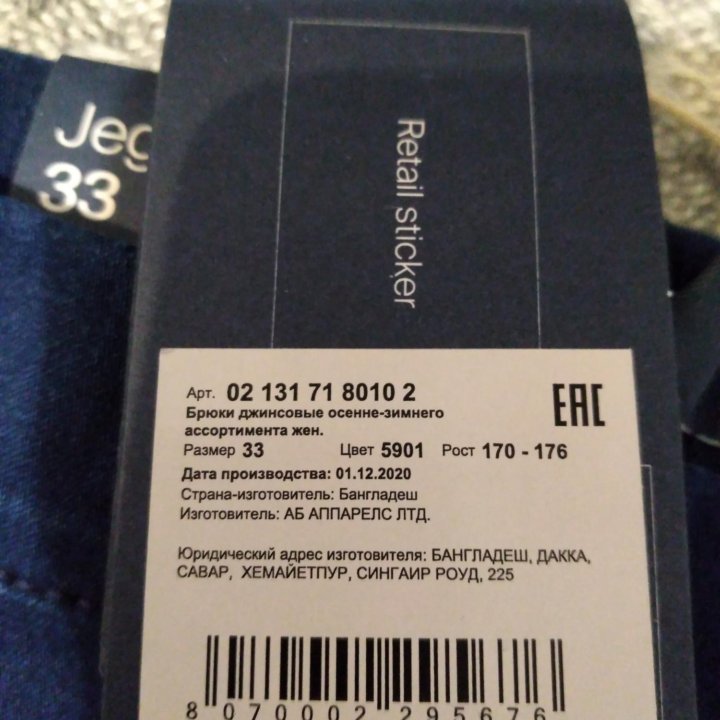 Jeg
33
Retail sticker
Арт. 02 131 71 8010 2
EAC
Брюки джинсовые осенне-зимнего
ассортимента жен.
Размер 33 Цвет 5901 Рост 170 - 176
Дата производства: 01.12.2020
Страна-изготовитель: Бангладеш
Изготовитель: АБ АППАРЕЛС ЛТД.
Юридический адрес изготовителя: БАНГЛАДЕШ, ДАККА,
САВАР, ХЕМАЙЕТПУР, СИНГАИР РОУД, 225
8 070002 295676